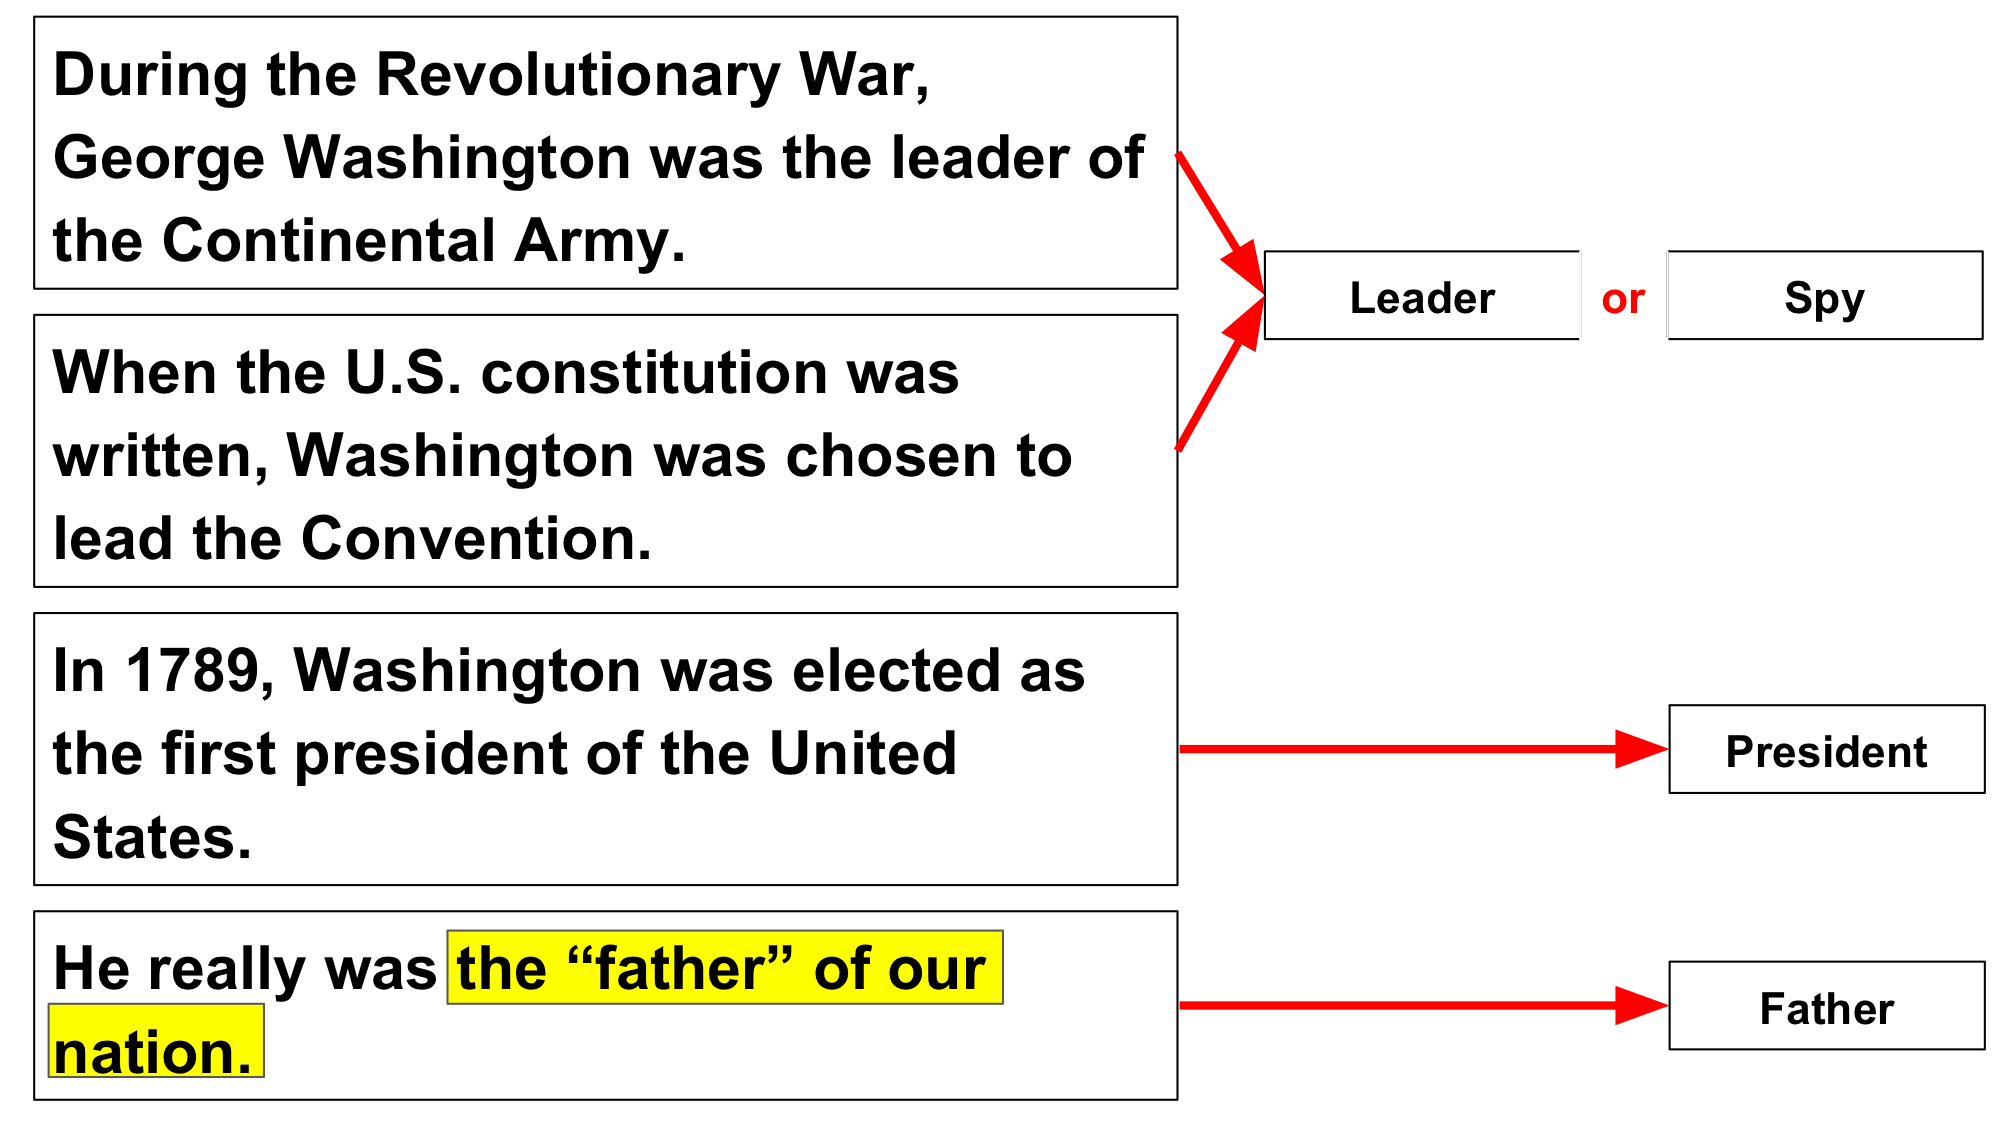 During the Revolutionary War,
George Washington was the leader of
the Continental Army.
Leader or Spy
When the U.S. constitution was
written, Washington was chosen to
lead the Convention.
In 1789, Washington was elected as
the first president of the United
States.
President
He really was the “father” of our
nation.
Father